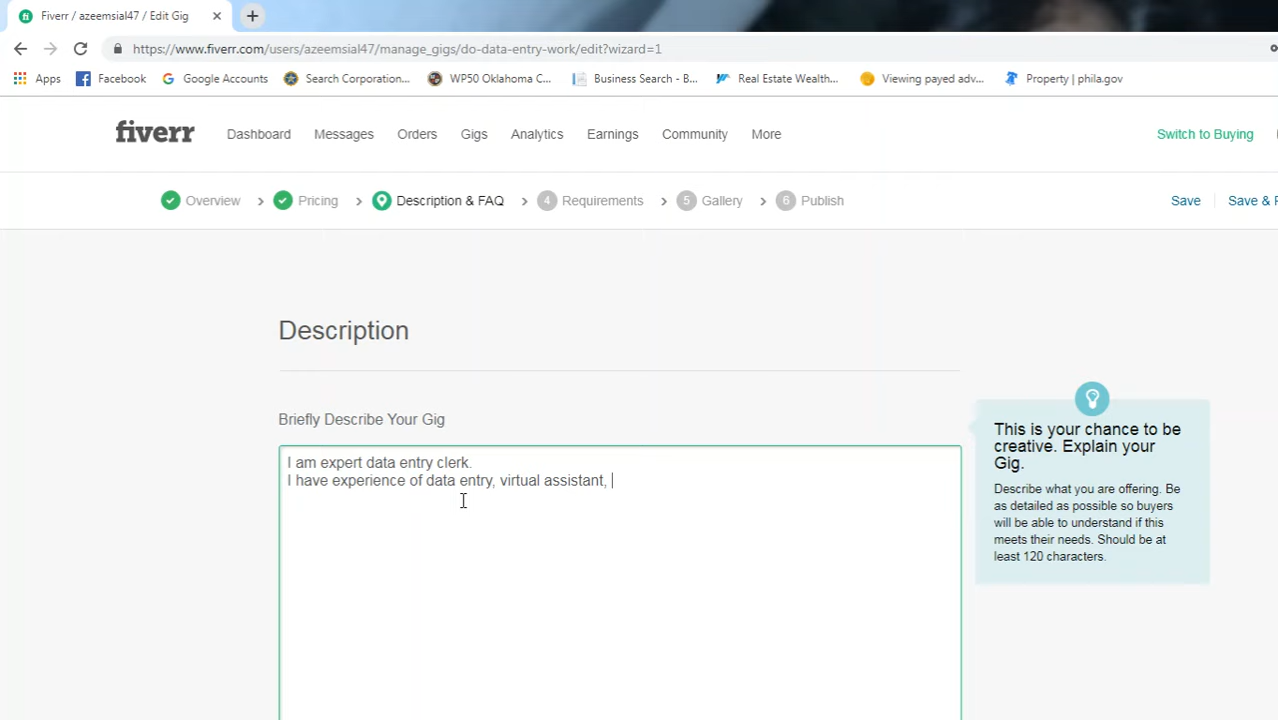 Fiverr / azeemsial47 / Edit Gig
https://www.fiverr.com/users/azeemsial47/manage_gigs/do-data-entry-work/edit?wizard=1
Apps Facebook Google Accounts Search Corporation... WP50 Oklahoma C... Business Search - B... Real Estate Wealth... Viewing payed adv... Property | phila.gov
fiverr Dashboard Messages Orders Gigs Analytics Earnings Community More Switch to Buying
Overview Pricing Description & FAQ 4 Requirements 5 Gallery 6 Publish Save Save &
Description
Briefly Describe Your Gig
I am expert data entry clerk.
I have experience of data entry, virtual assistant,
This is your chance to be
creative. Explain your
Gig.
Describe what you are offering. Be
as detailed as possible so buyers
will be able to understand if this
meets their needs. Should be at
least 120 characters.